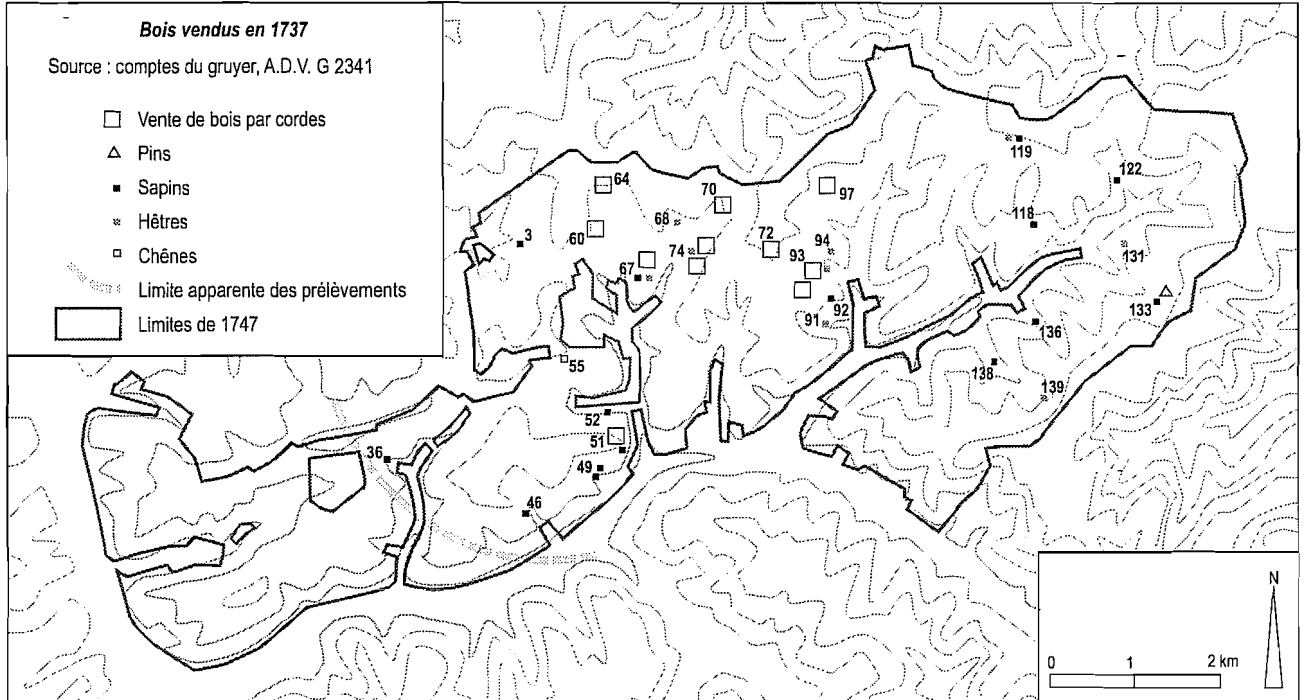 Bois vendus en 1737
Source : comptes du gruyer, A.D.V. G 2341
Vente de bois par cordes
Pins
Sapins
Hêtres
Chênes
Limite apparente des prélèvements
Limites de 1747
119
122
64
70
97
68
118
3
60
72
94
74
131
67
93
92
133
91
136
55
138
139
52
51
36
49
46
N
0 1 2 km